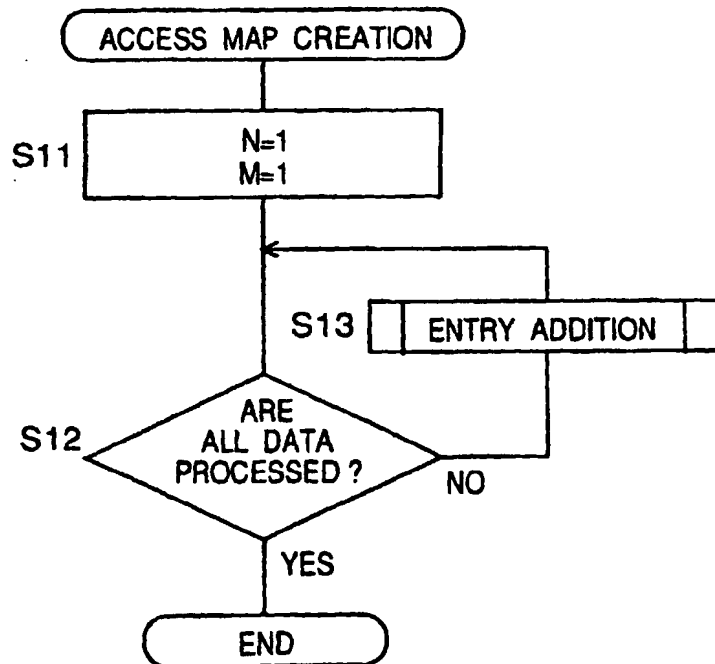 ACCESS MAP CREATION
S11
N=1
M=1
S13
ENTRY ADDITION
S12
ARE
ALL DATA
PROCESSED ?
NO
YES
END